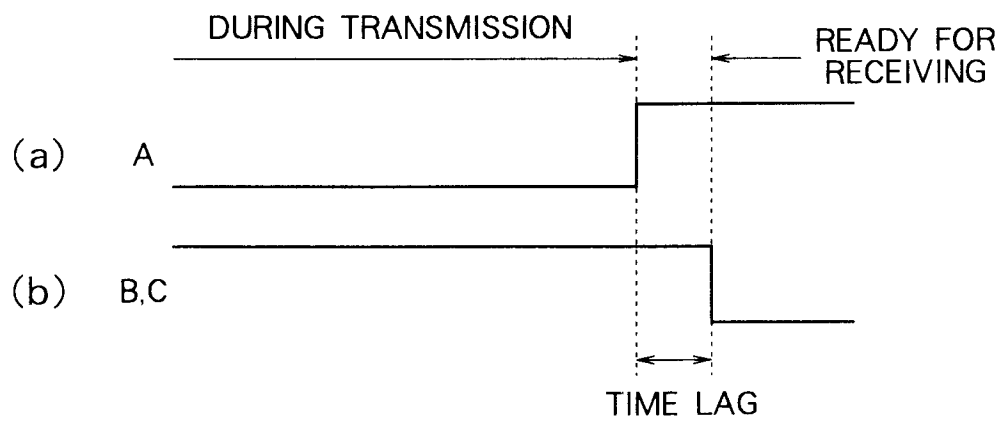 DURING TRANSMISSION
READY FOR
RECEIVING
(a) A
(b) B,C
TIME LAG